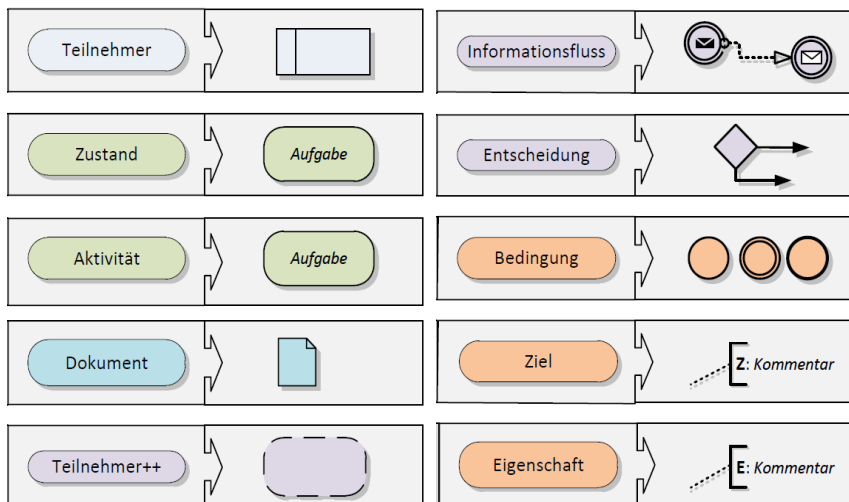 Teilnehmer
Zustand
Aufgabe
Aktivität
Aufgabe
Dokument
Teilnehmer++
Informationsfluss
Entscheidung
Bedingung
Ziel
Z: Kommentar
Eigenschaft
E: Kommentar